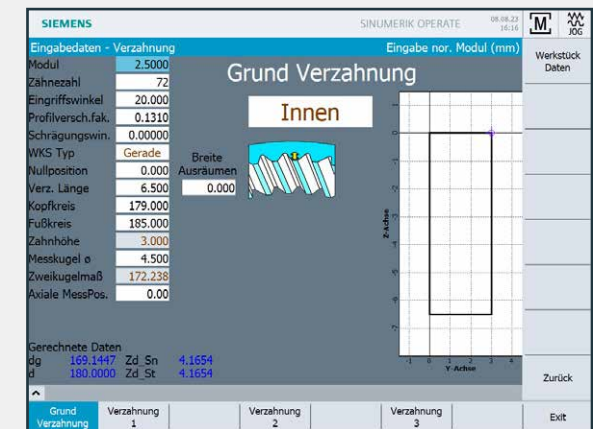 SIEMENS
SINUMERIK OPERATE
08.08.23
16:16
M
JOG
Eingabedaten - Verzahnung
Eingabe nor. Modul (mm)
Grund Verzahnung
Innen
Modul 2.5000
Zähnezahl 72
Eingriffswinkel 20.000
Profilversch.fak. 0.1310
Schrägungswin. 0.00000
WKS Typ Gerade
Nullposition 0.000
Verz. Länge 6.500
Kopfkreis 179.000
Fußkreis 185.000
Zahnhöhe 3.000
Messkugel ø 4.500
Zweikugelmaß 172.238
Axiale MessPos. 0.00
Breite
Ausräumen
0.000
Z-Achse
Y-Achse
Gerechnete Daten
dg 169.1447 Zd_Sn 4.1654
d 180.0000 Zd_St 4.1654
Werkstück
Daten
Zurück
Grund
Verzahnung
Verzahnung
1
Verzahnung
2
Verzahnung
3
Exit